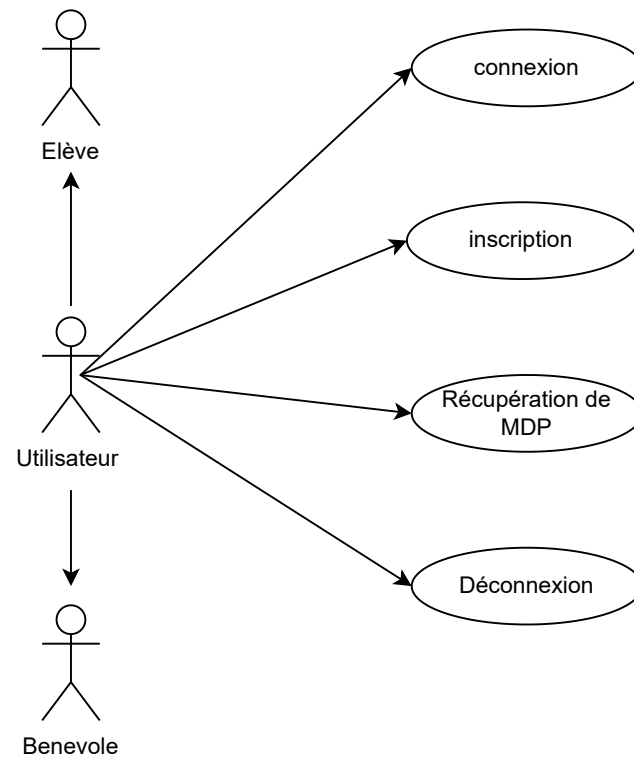 connexion
Elève
inscription
Récupération de
MDP
Utilisateur
Déconnexion
Benevole